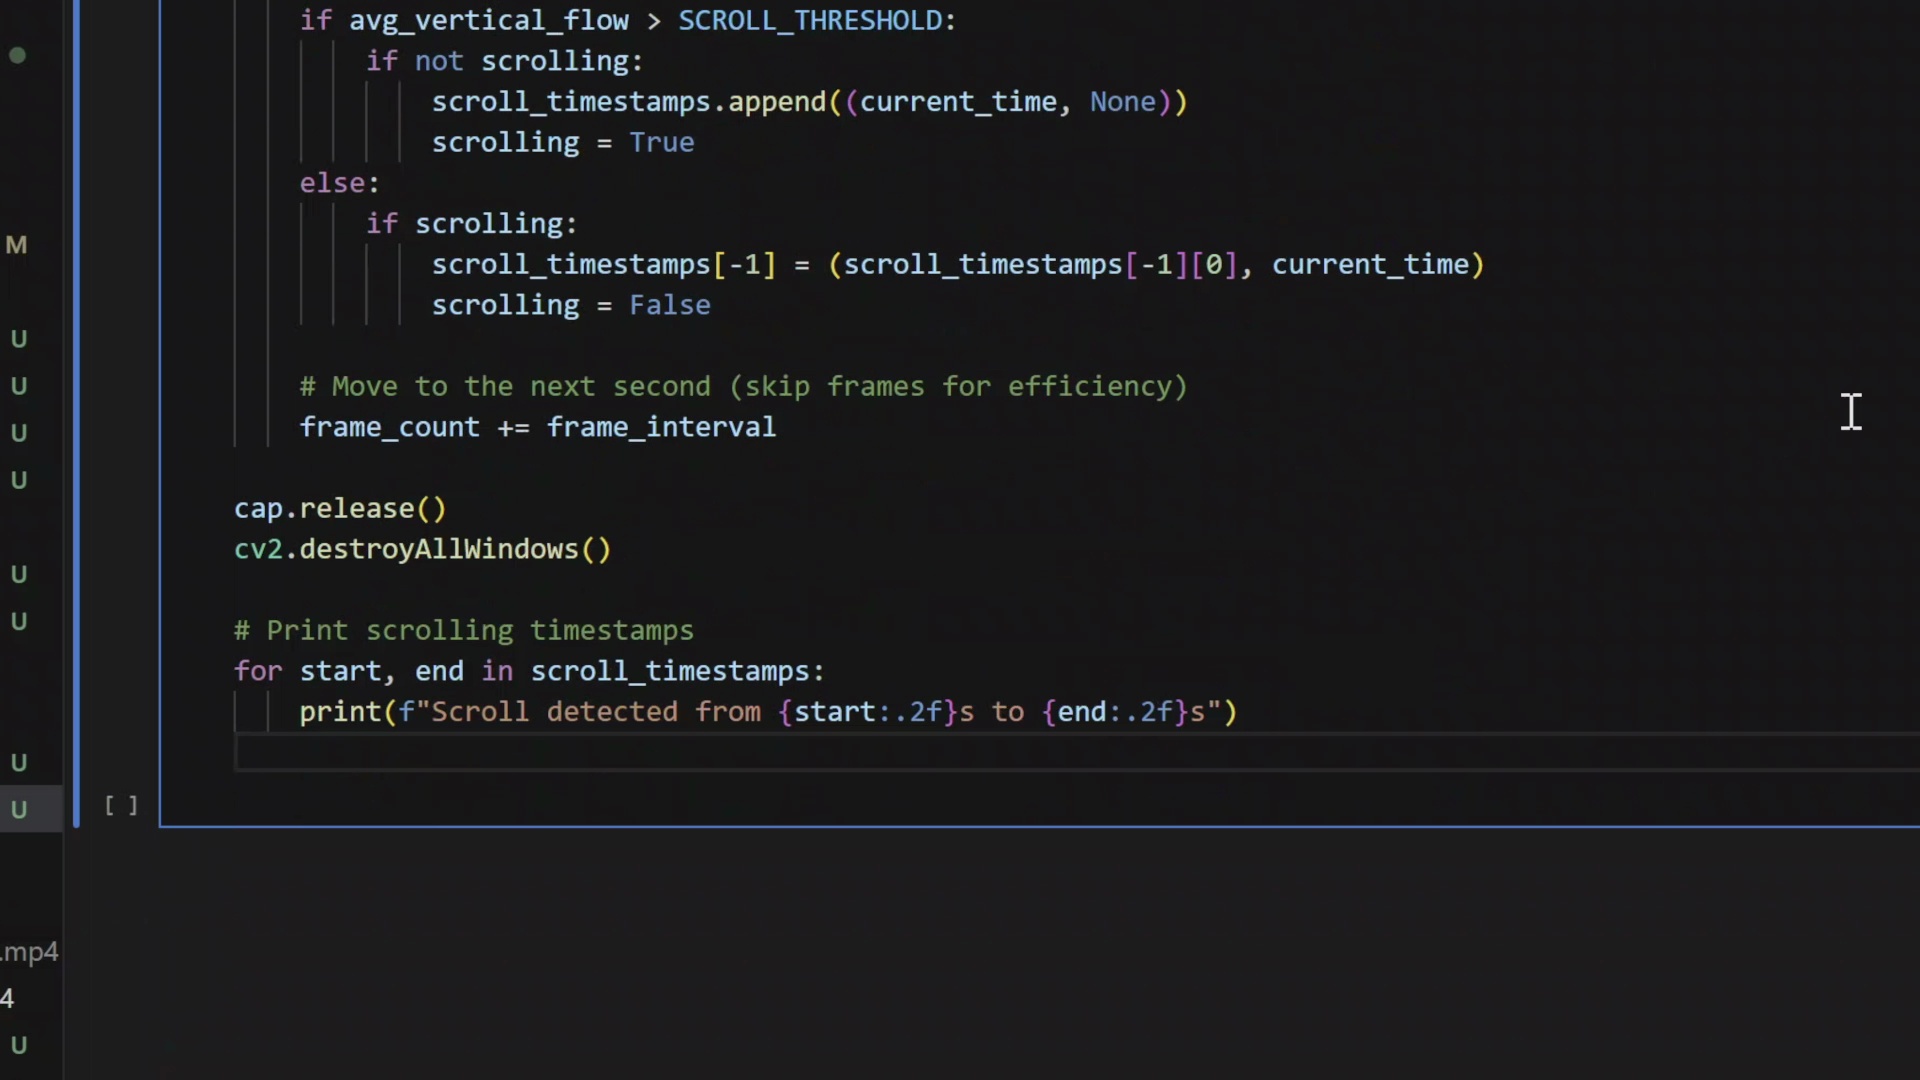 if avg_vertical_flow > SCROLL_THRESHOLD:
if not scrolling:
scroll_timestamps.append((current_time, None))
scrolling = True
else:
if scrolling:
scroll_timestamps[-1] = (scroll_timestamps[-1][0], current_time)
scrolling = False
# Move to the next second (skip frames for efficiency)
frame_count += frame_interval
cap.release()
cv2.destroyAllWindows()
# Print scrolling timestamps
for start, end in scroll_timestamps:
print(f"Scroll detected from {start:.2f}s to {end:.2f}s")
[ ]
M
U
U
U
U
U
U
U
U
.mp4
4
U